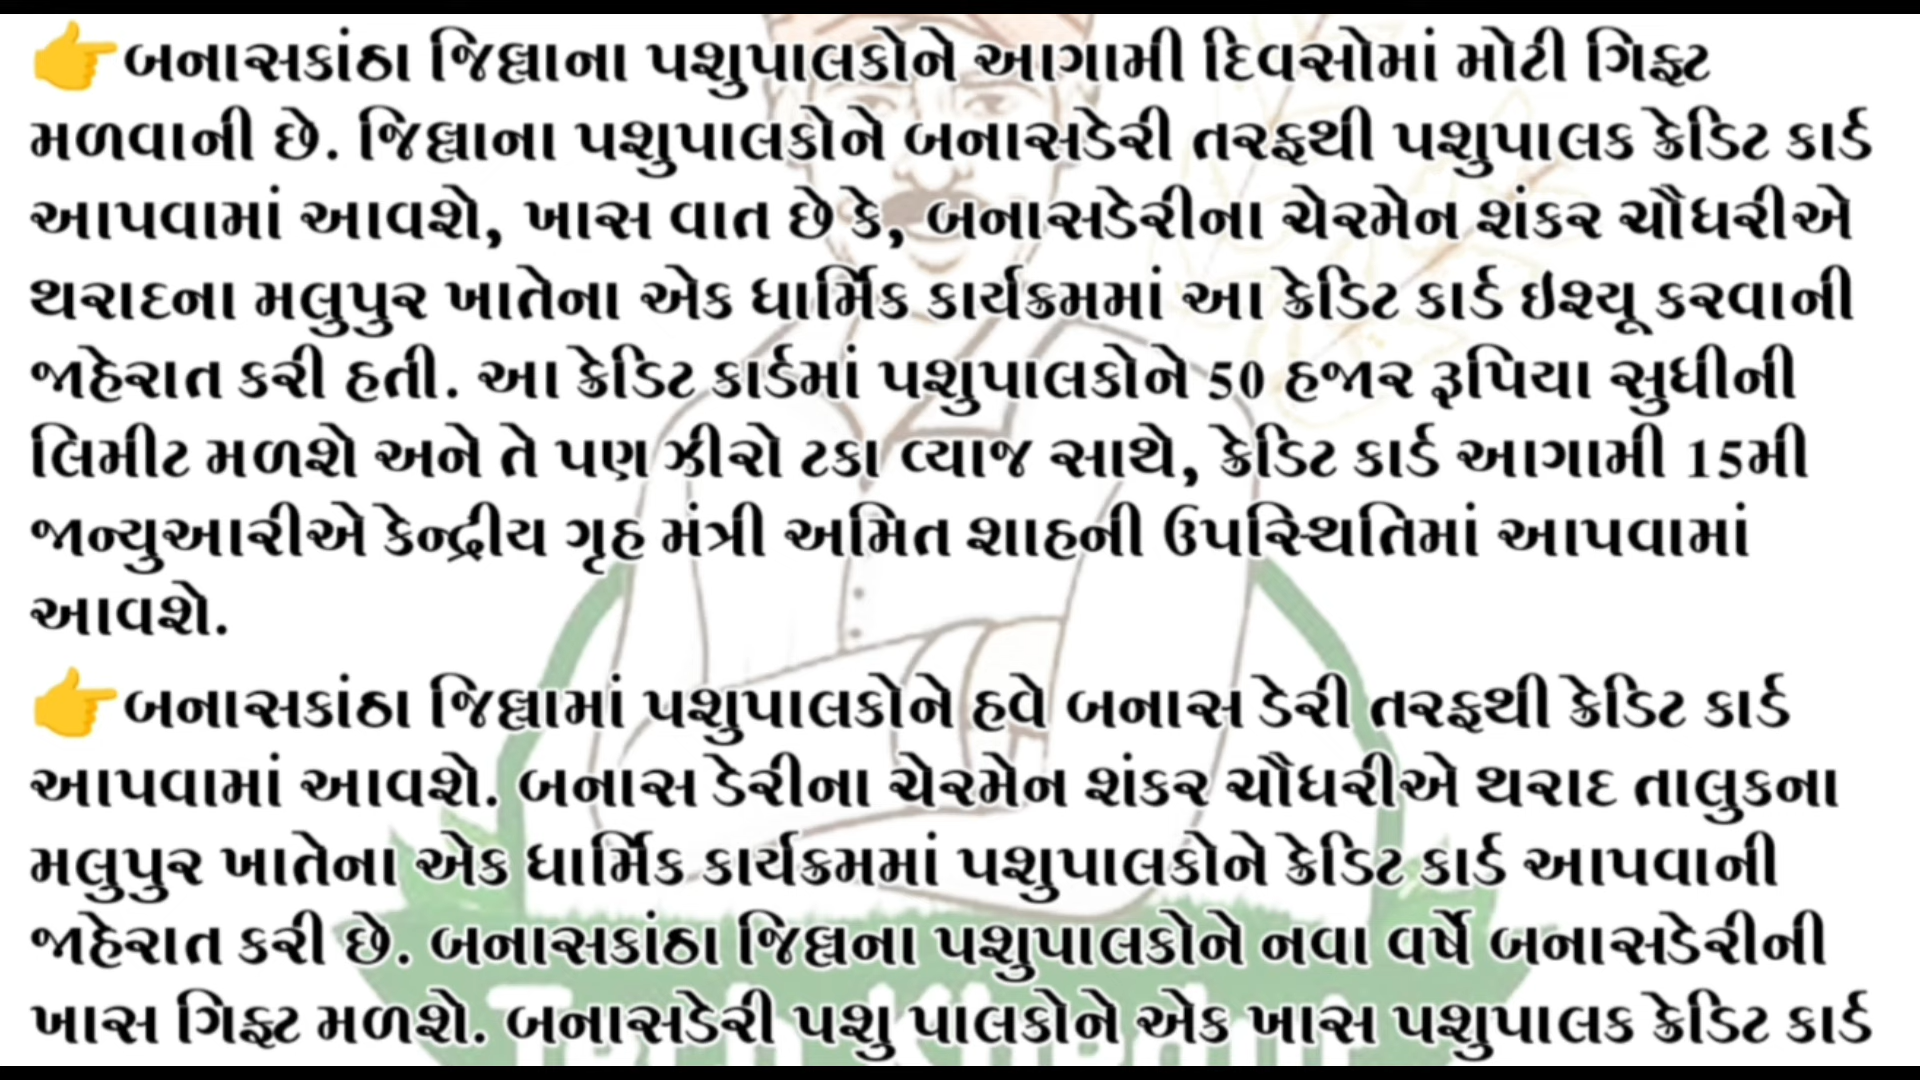 👉બનાસકાંઠા જિલ્લાના પશુપાલકોને આગામી દિવસોમાં મોટી ગિફ્ટ
મળવાની છે. જિલ્લાના પશુપાલકોને બનાસડેરી તરફથી પશુપાલક ક્રેડિટ કાર્ડ
આપવામાં આવશે, ખાસ વાત છે કે, બનાસડેરીના ચેરમેન શંકર ચૌધરીએ
થરાદના મલુપુર ખાતેના એક ધાર્મિક કાર્યક્રમમાં આ ક્રેડિટ કાર્ડ ઇશ્યૂ કરવાની
જાહેરાત કરી હતી. આ ક્રેડિટ કાર્ડમાં પશુપાલકોને 50 હજાર રૂપિયા સુધીની
લિમીટ મળશે અને તે પણ ઝીરો ટકા વ્યાજ સાથે, ક્રેડિટ કાર્ડ આગામી 15મી
જાન્યુઆરીએ કેન્દ્રીય ગૃહ મંત્રી અમિત શાહની ઉપસ્થિતિમાં આપવામાં
આવશે.
👉બનાસકાંઠા જિલ્લામાં પશુપાલકોને હવે બનાસ ડેરી તરફથી ક્રેડિટ કાર્ડ
આપવામાં આવશે. બનાસ ડેરીના ચેરમેન શંકર ચૌધરીએ થરાદ તાલુકના
મલુપુર ખાતેના એક ધાર્મિક કાર્યક્રમમાં પશુપાલકોને ક્રેડિટ કાર્ડ આપવાની
જાહેરાત કરી છે. બનાસકાંઠા જિલ્લના પશુપાલકોને નવા વર્ષે બનાસડેરીની
ખાસ ગિફ્ટ મળશે. બનાસડેરી પશુ પાલકોને એક ખાસ પશુપાલક ક્રેડિટ કાર્ડ